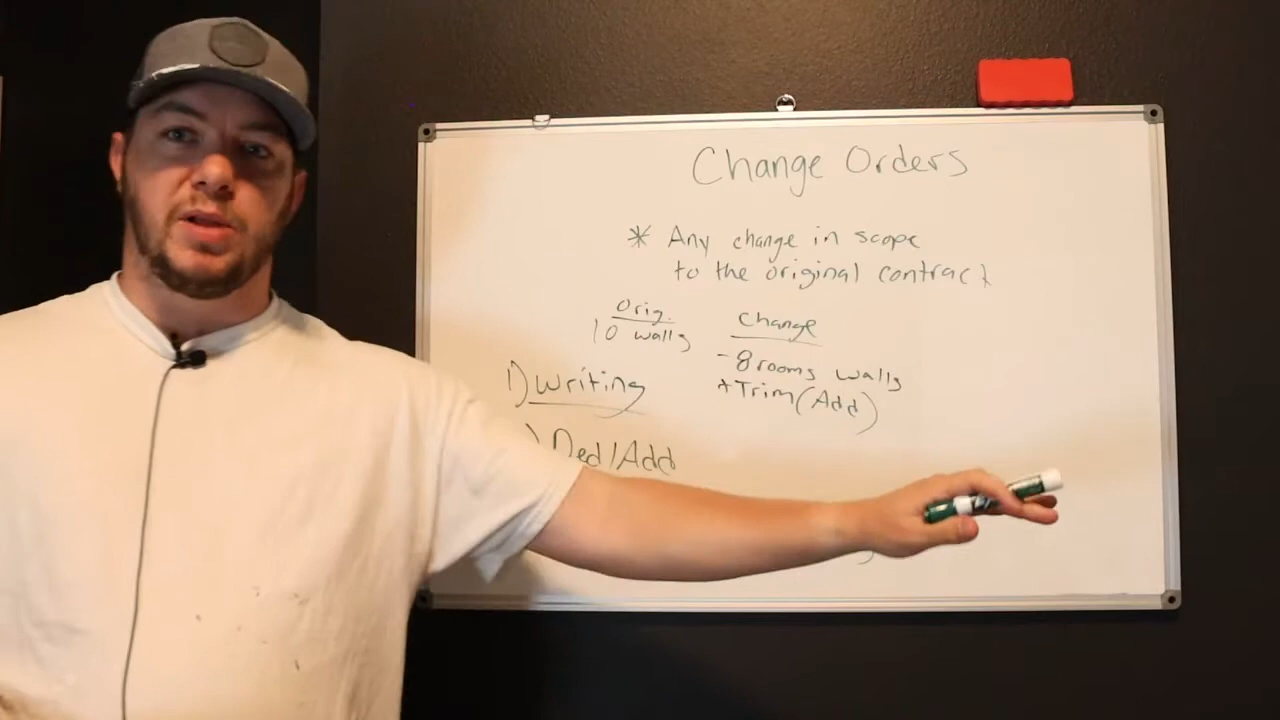 Change Orders
* Any change in scope
to the original contract
Orig.
10 walls
Change
-8 rooms walls
+Trim (Add)
1) Writing
) Ded/Add